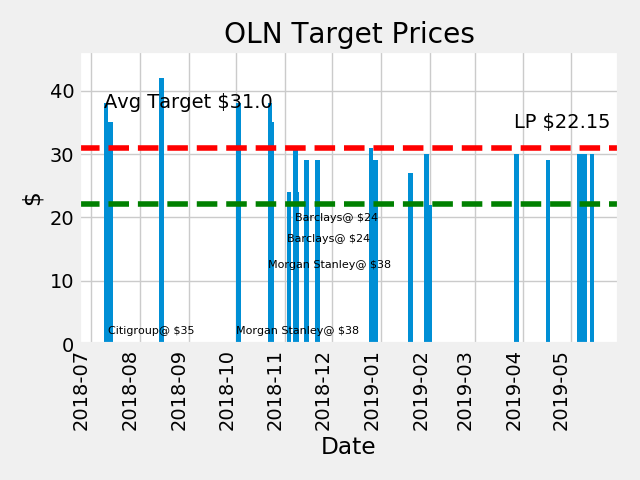 OLN Target Prices
40
Avg Target $31.0
LP $22.15
30
$
20
Barclays@ $24
Barclays@ $24
Morgan Stanley@ $38
10
Citigroup@ $35
Morgan Stanley@ $38
0
2018-07
2018-08
2018-09
2018-10
2018-11
2018-12
2019-01
2019-02
2019-03
2019-04
2019-05
Date